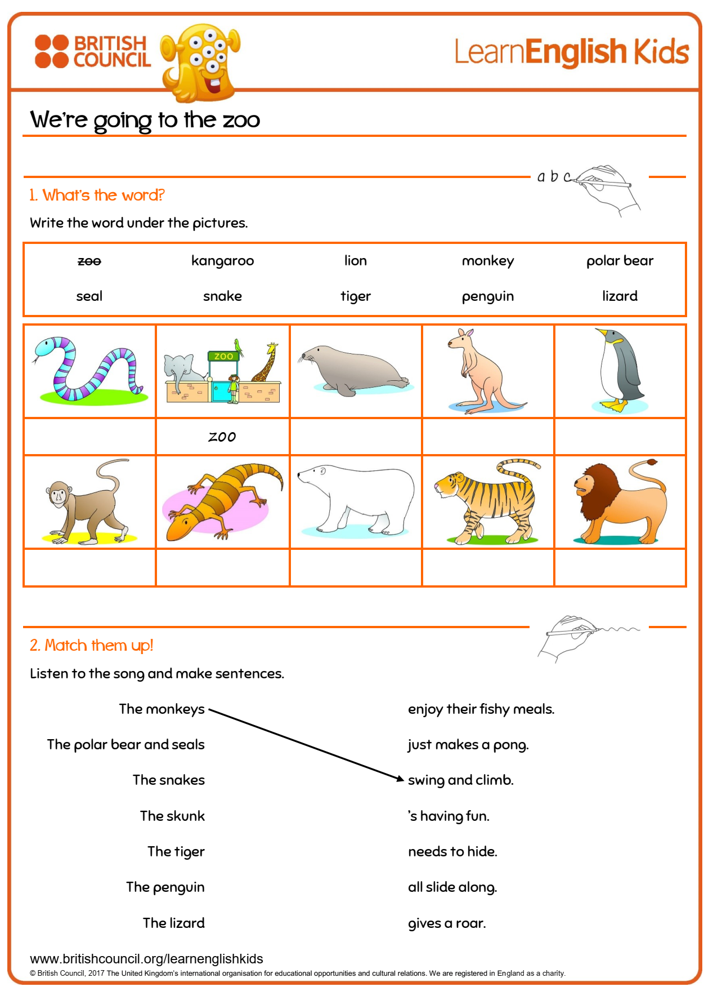 BRITISH
COUNCIL
LearnEnglish Kids
We're going to the zoo
a b c
1. What's the word?
Write the word under the pictures.
zoo kangaroo lion monkey polar bear
seal snake tiger penguin lizard
ZOO
zoo
2. Match them up!
Listen to the song and make sentences.
The monkeys enjoy their fishy meals.
The polar bear and seals just makes a pong.
The snakes swing and climb.
The skunk 's having fun.
The tiger needs to hide.
The penguin all slide along.
The lizard gives a roar.
www.britishcouncil.org/learnenglishkids
© British Council, 2017 The United Kingdom's international organisation for educational opportunities and cultural relations. We are registered in England as a charity.